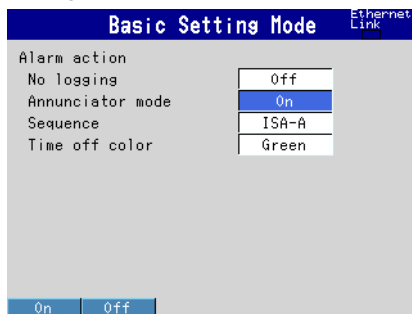 Basic Setting Mode
Ethernet
Link
Alarm action
No logging Off
Annunciator mode On
Sequence ISA-A
Time off color Green
On Off